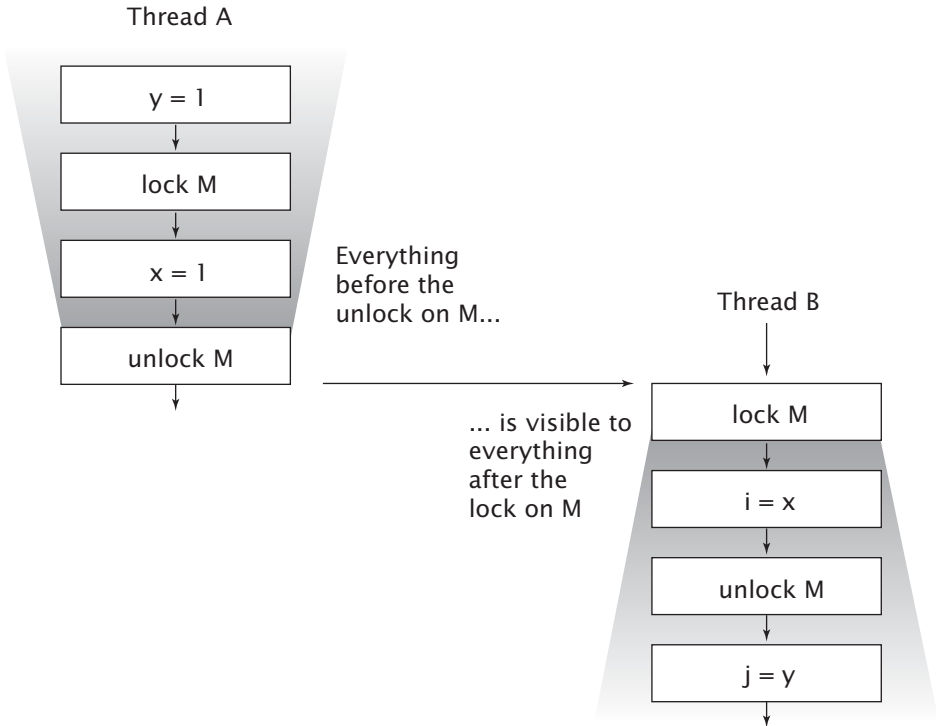 Thread A
y = 1
lock M
x = 1
unlock M
Everything
before the
unlock on M...
... is visible to
everything
after the
lock on M
Thread B
lock M
i = x
unlock M
j = y